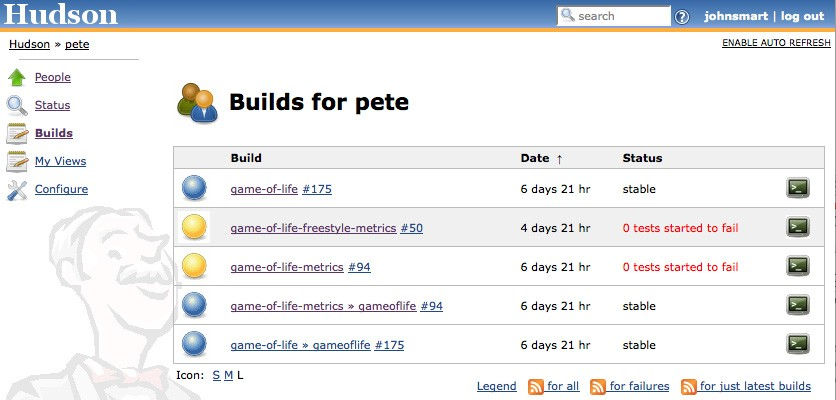 Hudson
search
johnsmart | log out
Hudson » pete
ENABLE AUTO REFRESH
People
Status
Builds
My Views
Configure
Builds for pete
Build Date ↑ Status
game-of-life #175 6 days 21 hr stable
game-of-life-freestyle-metrics #50 4 days 21 hr 0 tests started to fail
game-of-life-metrics #94 6 days 21 hr 0 tests started to fail
game-of-life-metrics » gameoflife #94 6 days 21 hr stable
game-of-life » gameoflife #175 6 days 21 hr stable
Icon: S M L
Legend for all for failures for just latest builds